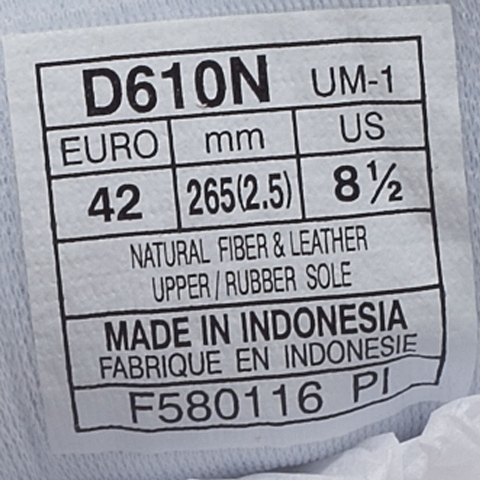 D610N UM-1
EURO mm US
42 265(2.5) 8½
NATURAL FIBER & LEATHER
UPPER / RUBBER SOLE
MADE IN INDONESIA
FABRIQUE EN INDONESIE
F580116 PI